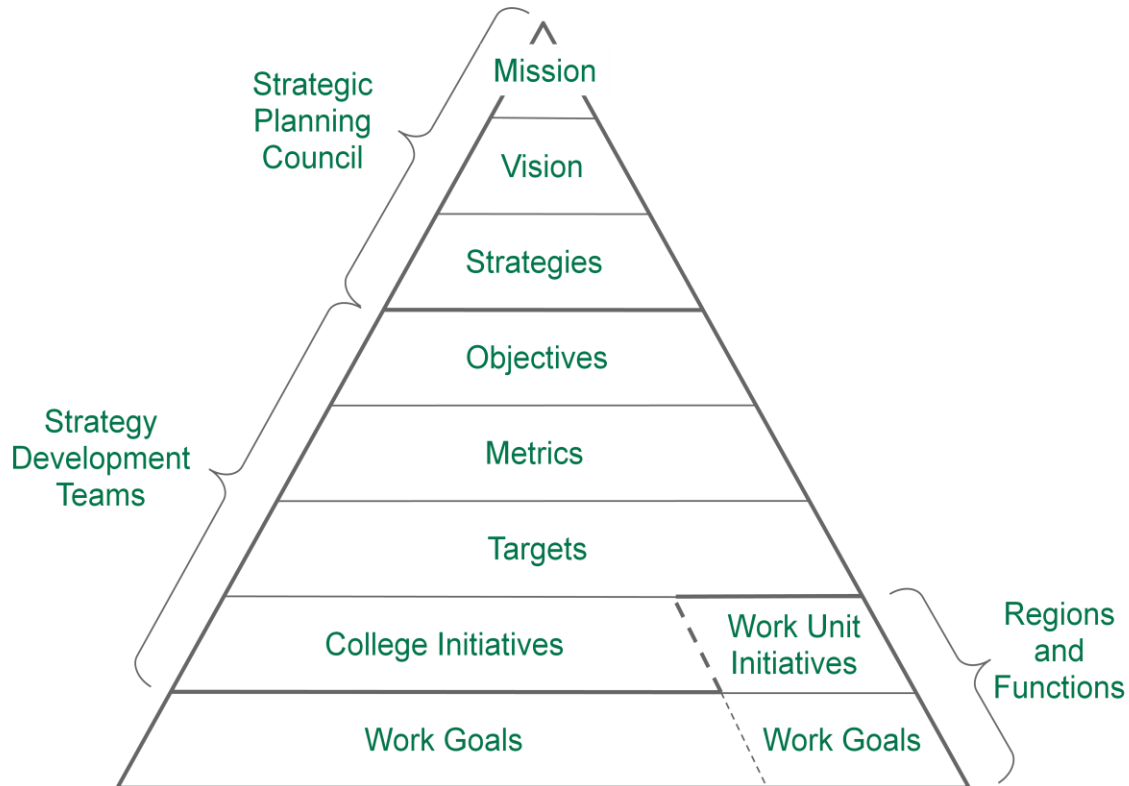 Mission
Strategic
Planning
Council
Vision
Strategies
Objectives
Strategy
Development
Teams
Metrics
Targets
College Initiatives
Work Unit
Initiatives
Regions
and
Functions
Work Goals
Work Goals